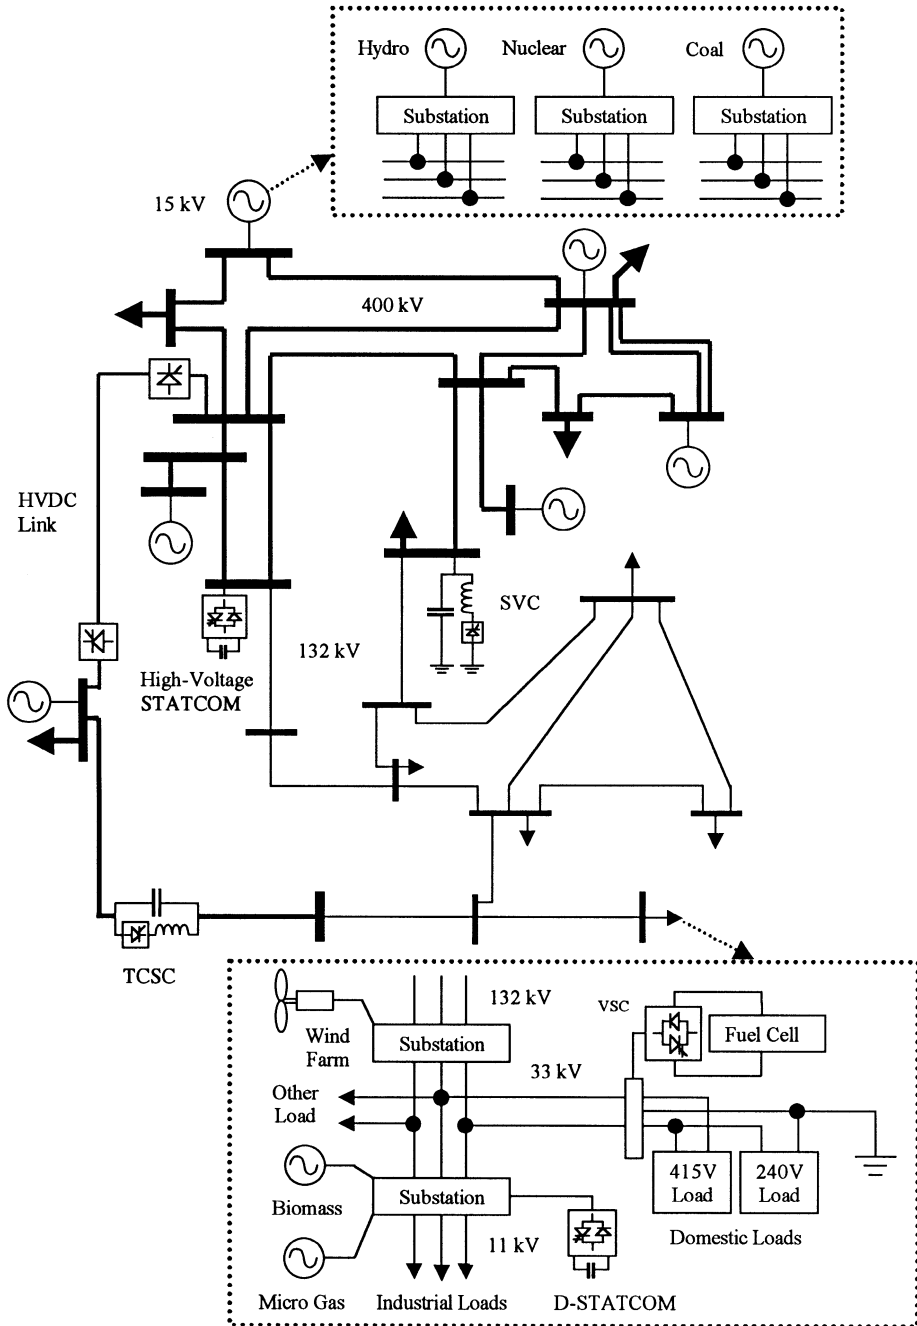 Hydro
Nuclear
Coal
Substation
Substation
Substation
15 kV
400 kV
HVDC
Link
SVC
132 kV
High-Voltage
STATCOM
TCSC
132 kV
VSC
Wind
Farm
Substation
Fuel Cell
33 kV
Other
Load
415V
Load
240V
Load
Biomass
Substation
Domestic Loads
11 kV
Micro Gas
Industrial Loads
D-STATCOM